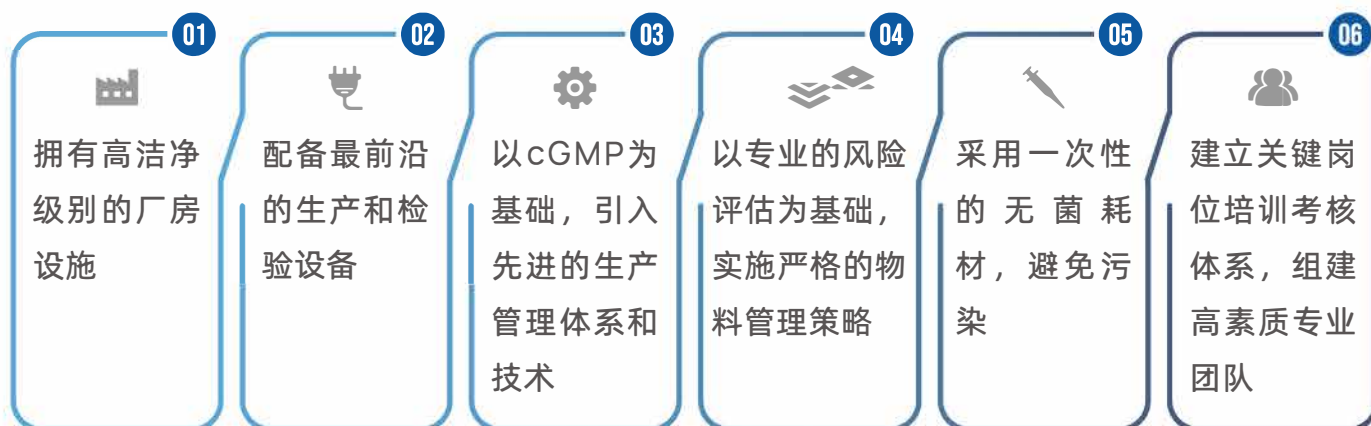 01
拥有高洁净
级别的厂房
设施
02
配备最前沿
的生产和检
验设备
03
以cGMP为
基础，引入
先进的生产
管理体系和
技术
04
以专业的风险
评估为基础，
实施严格的物
料管理策略
05
采用一次性
的无菌耗
材，避免污
染
06
建立关键岗
位培训考核
体系，组建
高素质专业
团队